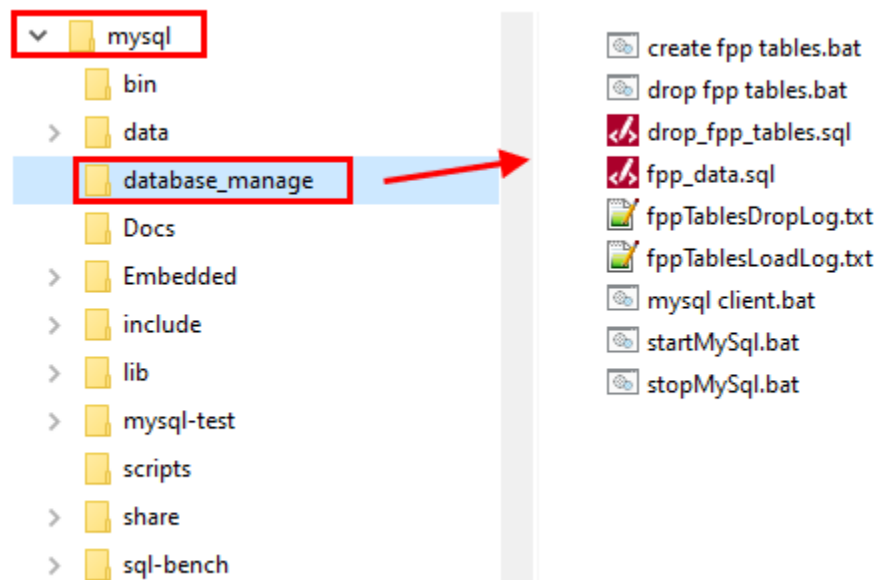 mysql
bin
data
database_manage
Docs
Embedded
include
lib
mysql-test
scripts
share
sql-bench
create fpp tables.bat
drop fpp tables.bat
drop_fpp_tables.sql
fpp_data.sql
fppTablesDropLog.txt
fppTablesLoadLog.txt
mysql client.bat
startMySql.bat
stopMySql.bat